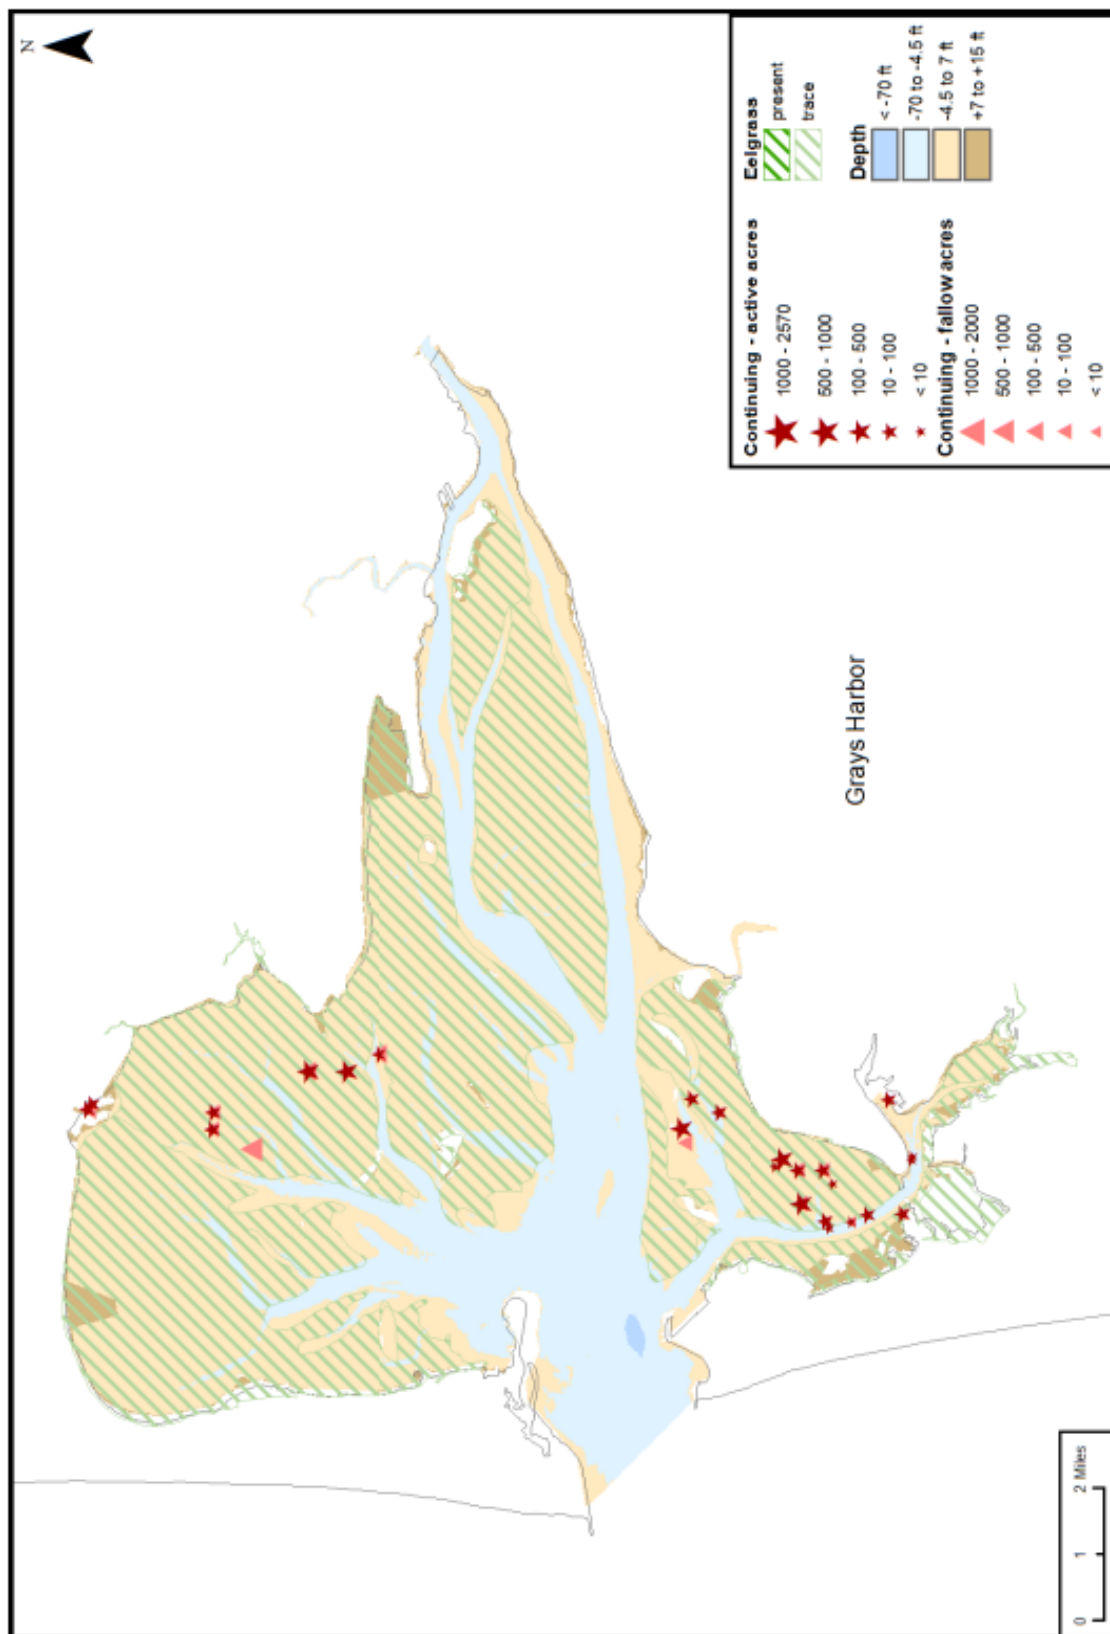 N
Grays Harbor
Continuing - active acres
1000 - 2570
500 - 1000
100 - 500
10 - 100
< 10
Continuing - fallow acres
1000 - 2000
500 - 1000
100 - 500
10 - 100
< 10
Eelgrass
present
trace
Depth
< -70 ft
-70 to -4.5 ft
-4.5 to 7 ft
+7 to +15 ft
0 1 2 Miles